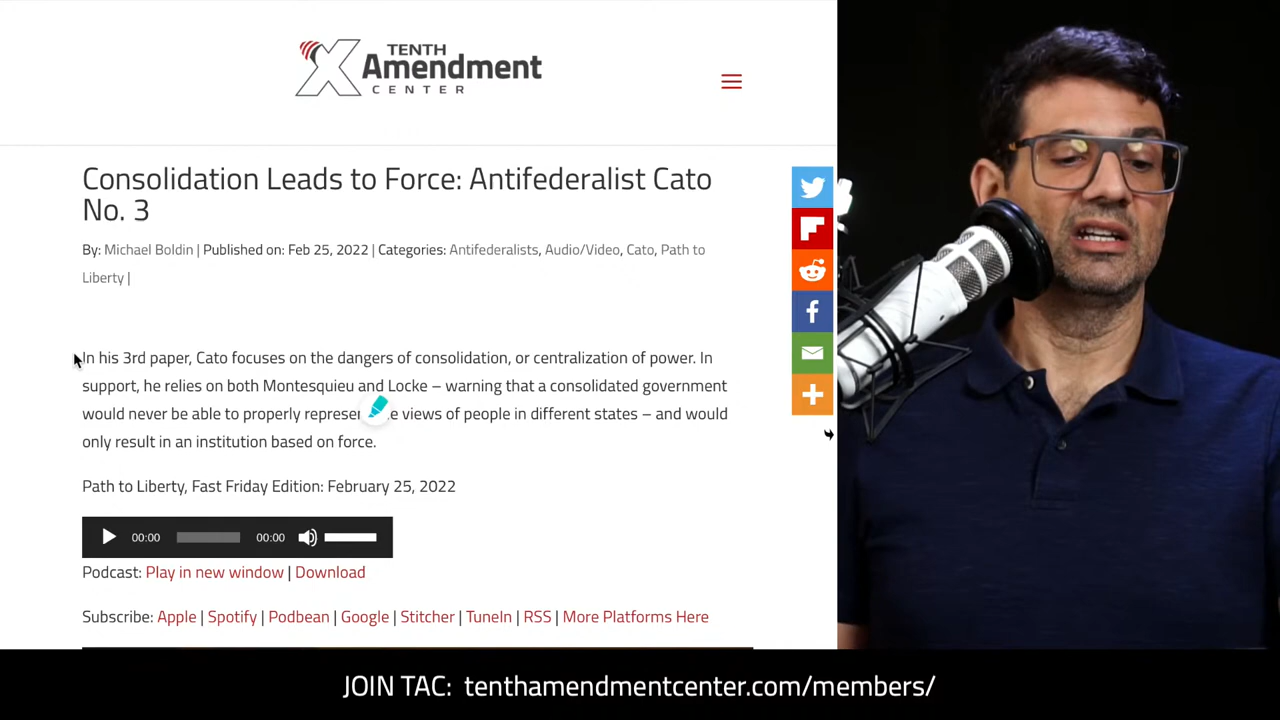 TENTH
Amendment
CENTER
Consolidation Leads to Force: Antifederalist Cato
No. 3
By: Michael Boldin | Published on: Feb 25, 2022 | Categories: Antifederalists, Audio/Video, Cato, Path to
Liberty |
In his 3rd paper, Cato focuses on the dangers of consolidation, or centralization of power. In
support, he relies on both Montesquieu and Locke – warning that a consolidated government
would never be able to properly represen e views of people in different states – and would
only result in an institution based on force.
Path to Liberty, Fast Friday Edition: February 25, 2022
00:00 00:00
Podcast: Play in new window | Download
Subscribe: Apple | Spotify | Podbean | Google | Stitcher | TuneIn | RSS | More Platforms Here
JOIN TAC: tenthamendmentcenter.com/members/